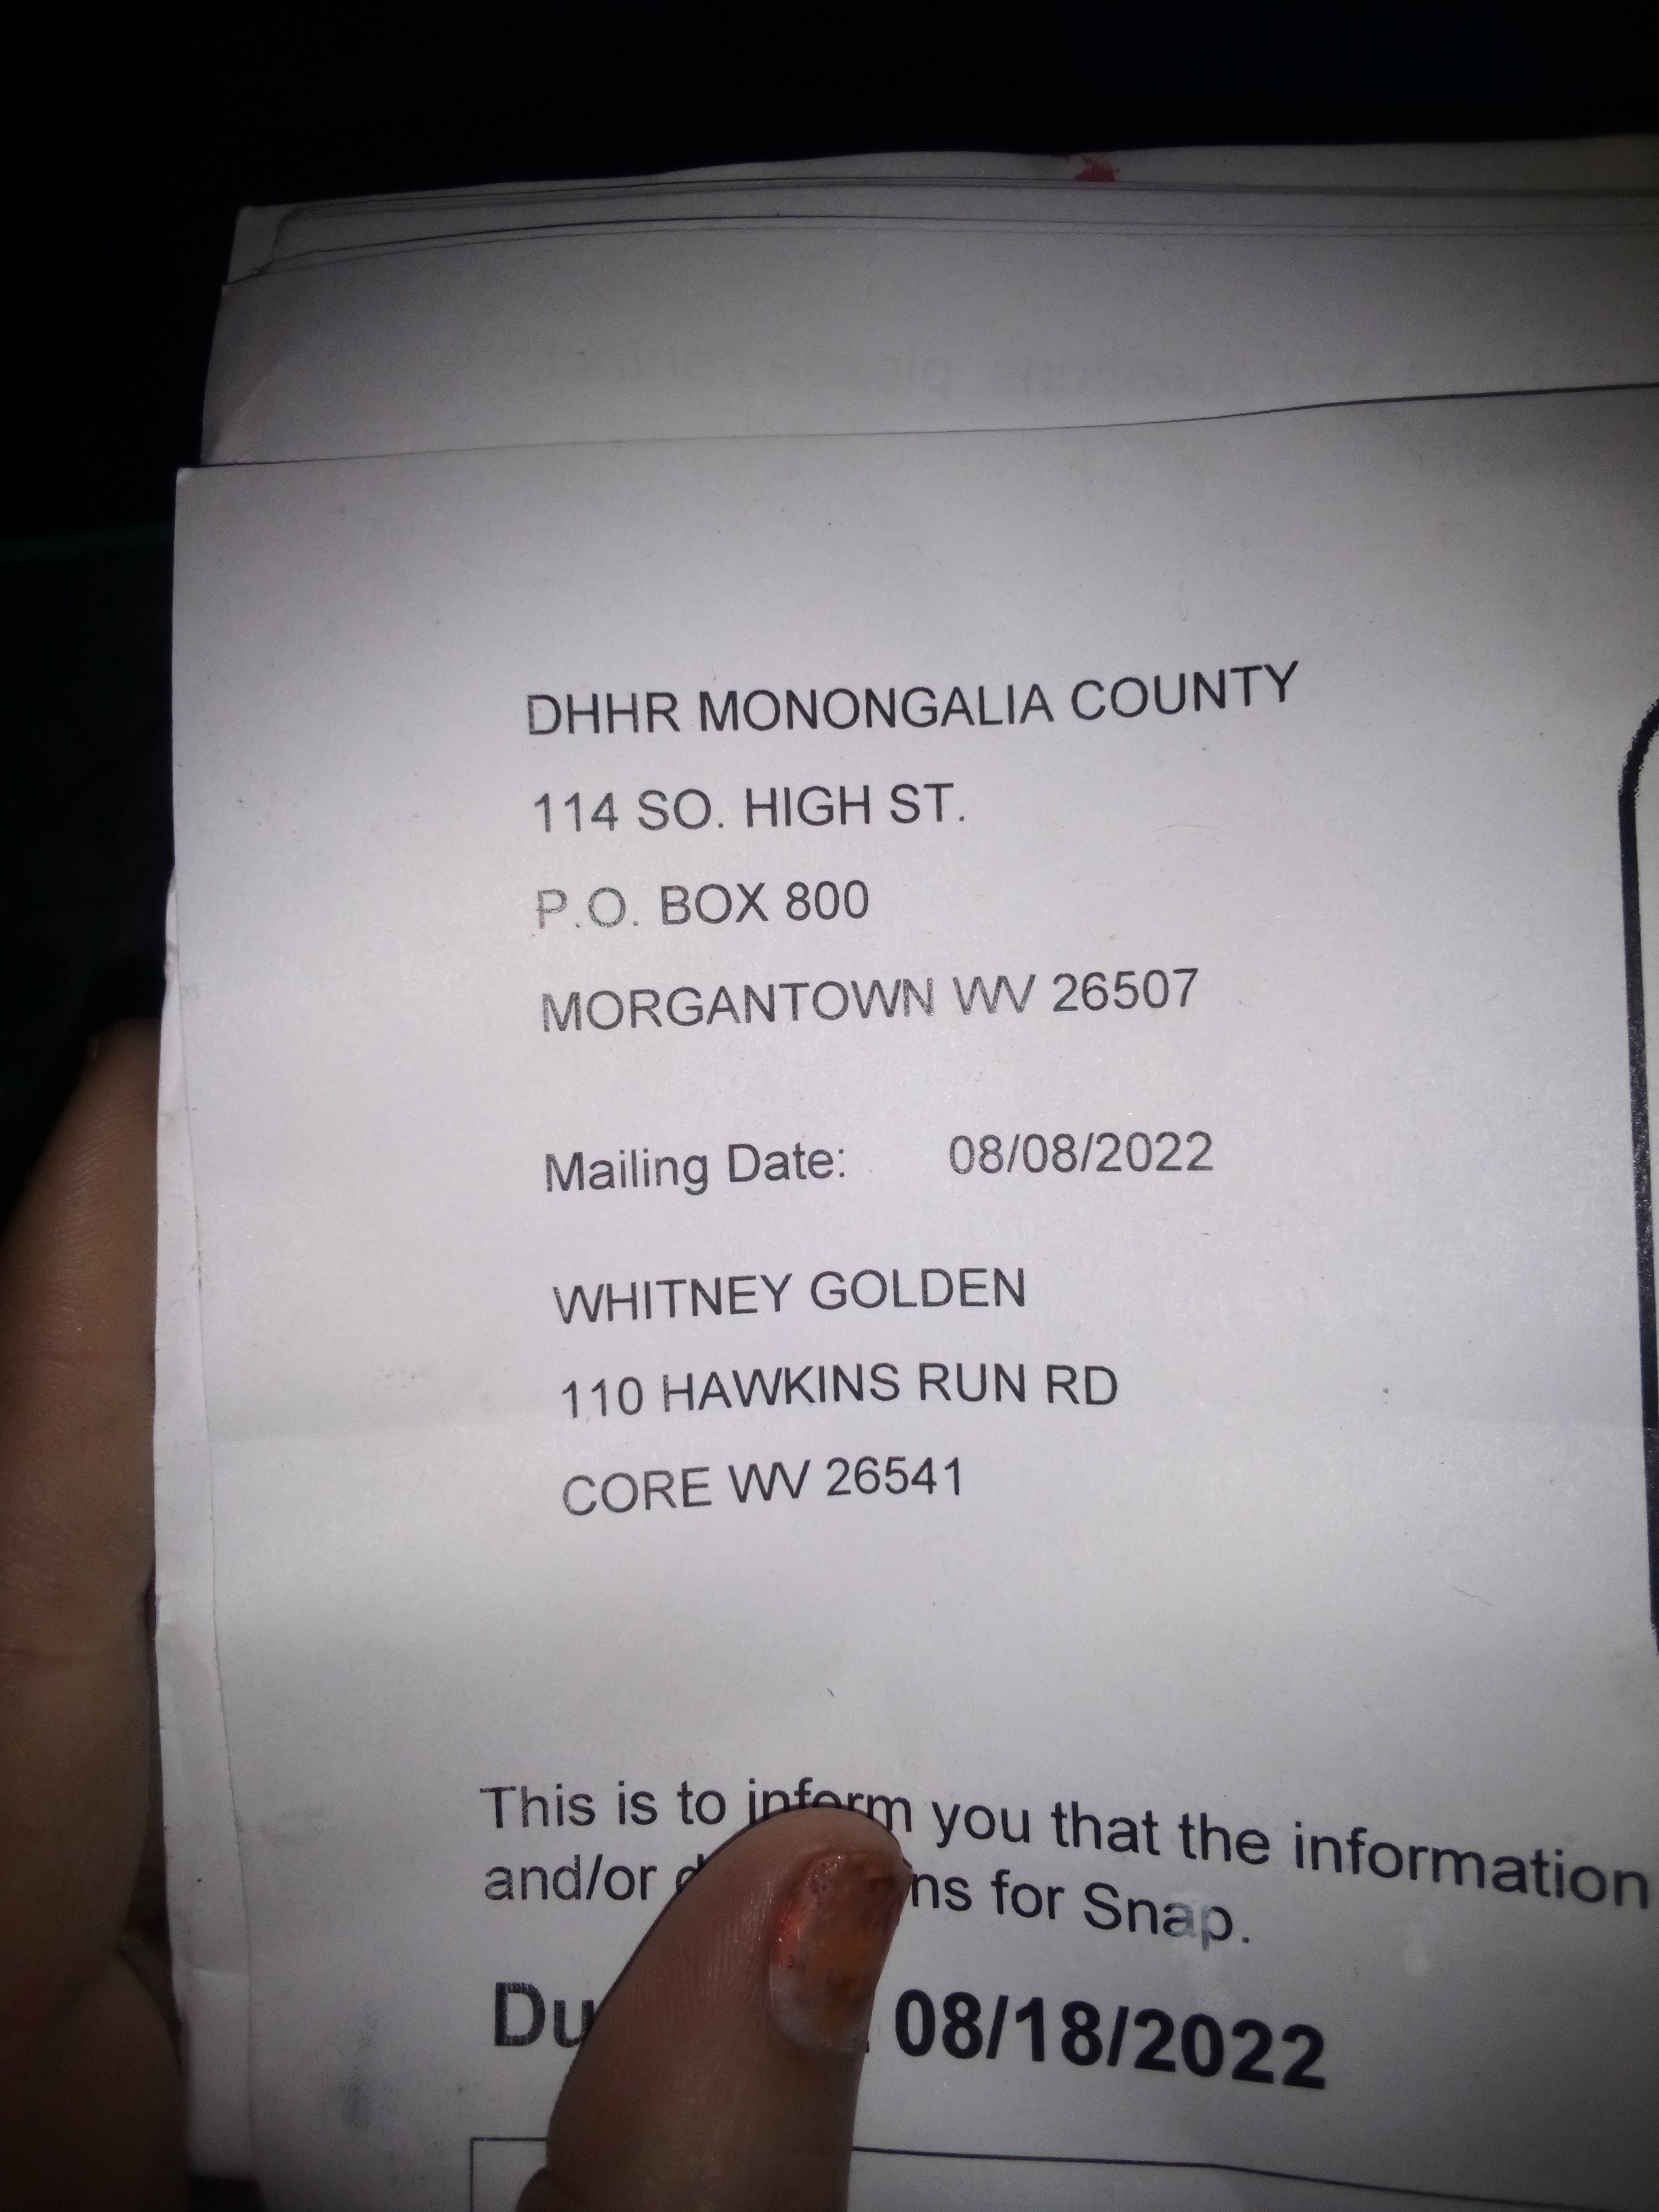 DHHR MONONGALIA COUNTY
114 SO. HIGH ST.
P.O. BOX 800
MORGANTOWN WV 26507
Mailing Date: 08/08/2022
WHITNEY GOLDEN
110 HAWKINS RUN RD
CORE WV 26541
This is to inform you that the information
and/or for Snap.
08/18/2022